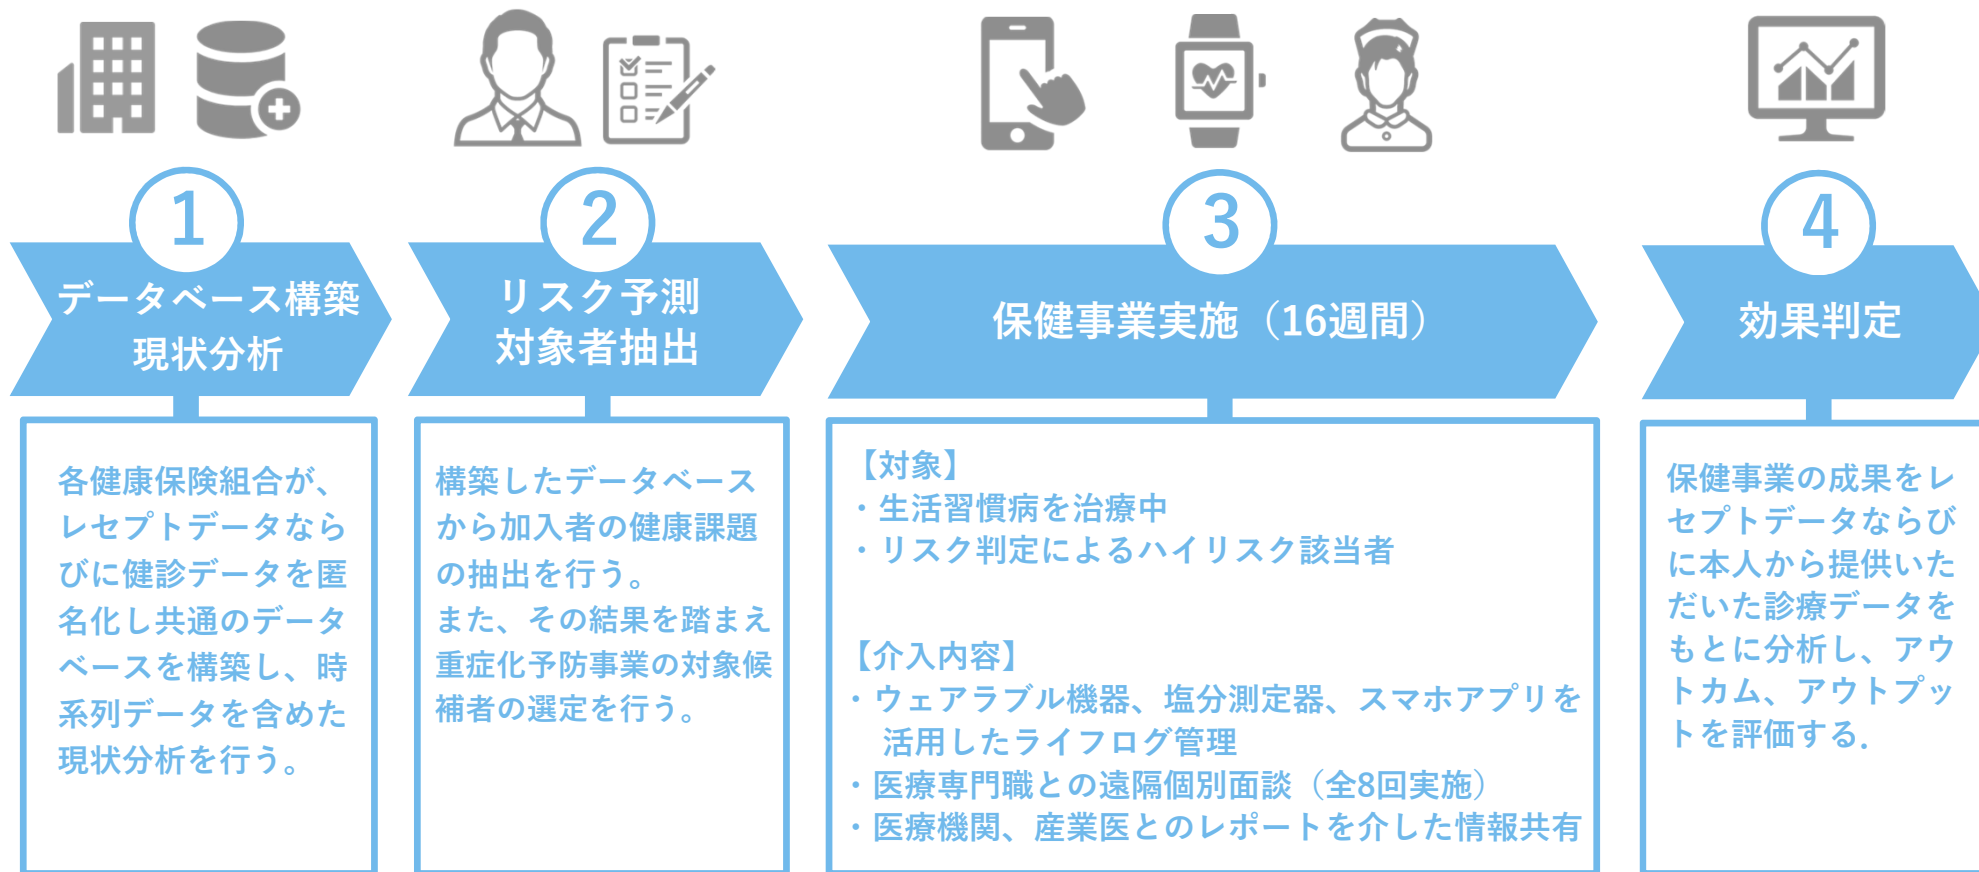 1
データベース構築
現状分析
各健康保険組合が、
レセプトデータなら
びに健診データを匿
名化し共通のデータ
ベースを構築し、時
系列データを含めた
現状分析を行う。
2
リスク予測
対象者抽出
構築したデータベース
から加入者の健康課題
の抽出を行う。
また、その結果を踏まえ
重症化予防事業の対象候
補者の選定を行う。
3
保健事業実施（16週間）
【対象】
・生活習慣病を治療中
・リスク判定によるハイリスク該当者
【介入内容】
・ウェアラブル機器、塩分測定器、スマホアプリを
活用したライフログ管理
・医療専門職との遠隔個別面談（全8回実施）
・医療機関、産業医とのレポートを介した情報共有
4
効果判定
保健事業の成果をレ
セプトデータならび
に本人から提供いた
だいた診療データを
もとに分析し、アウ
トカム、アウトプッ
トを評価する.